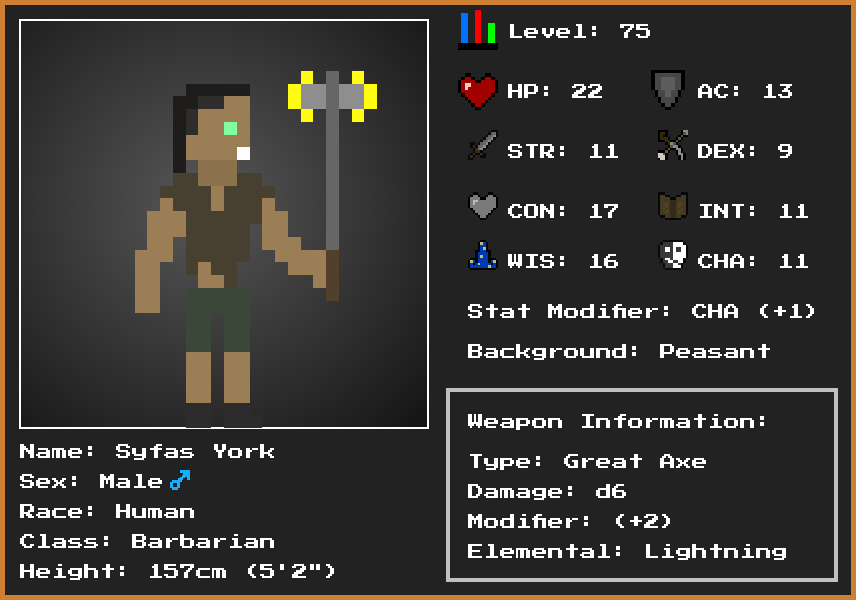 Level: 75
HP: 22
AC: 13
STR: 11
DEX: 9
CON: 17
INT: 11
WIS: 16
CHA: 11
Stat Modifier: CHA (+1)
Background: Peasant
Weapon Information:
Type: Great Axe
Damage: d6
Modifier: (+2)
Elemental: Lightning
Name: Syfas York
Sex: Male♂
Race: Human
Class: Barbarian
Height: 157cm (5'2")